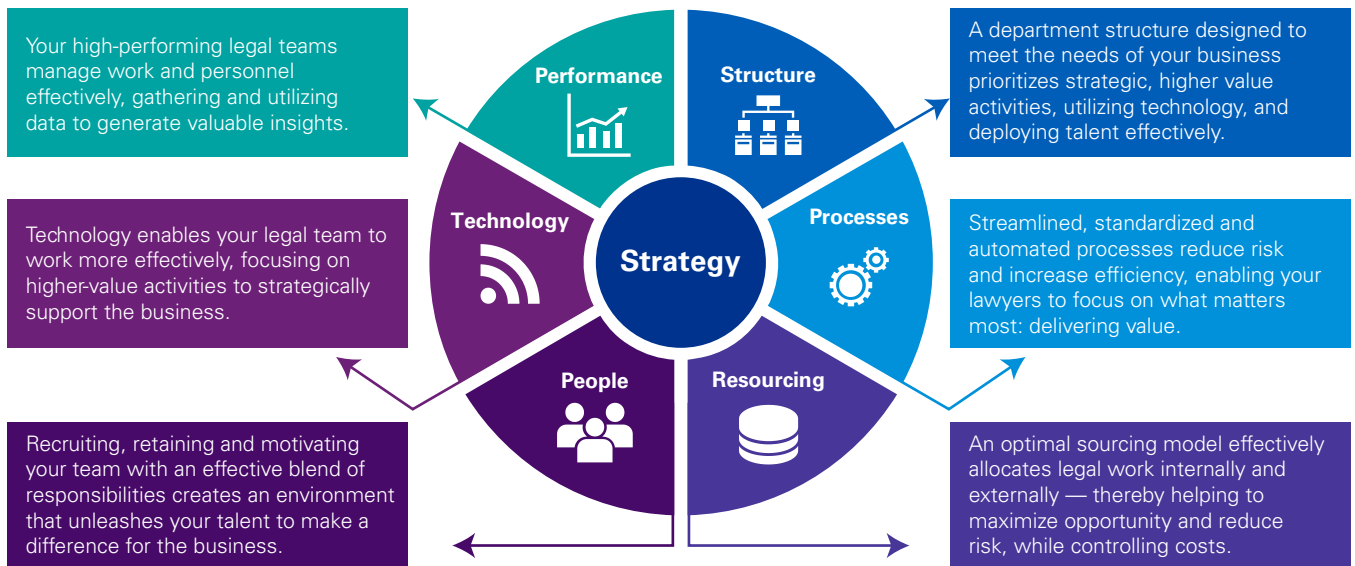 Your high-performing legal teams
manage work and personnel
effectively, gathering and utilizing
data to generate valuable insights.
Performance
Structure
A department structure designed to
meet the needs of your business
prioritizes strategic, higher value
activities, utilizing technology, and
deploying talent effectively.
Technology enables your legal team to
work more effectively, focusing on
higher-value activities to strategically
support the business.
Technology
Strategy
Processes
Streamlined, standardized and
automated processes reduce risk
and increase efficiency, enabling your
lawyers to focus on what matters
most: delivering value.
Recruiting, retaining and motivating
your team with an effective blend of
responsibilities creates an environment
that unleashes your talent to make a
difference for the business.
People
Resourcing
An optimal sourcing model effectively
allocates legal work internally and
externally — thereby helping to
maximize opportunity and reduce
risk, while controlling costs.